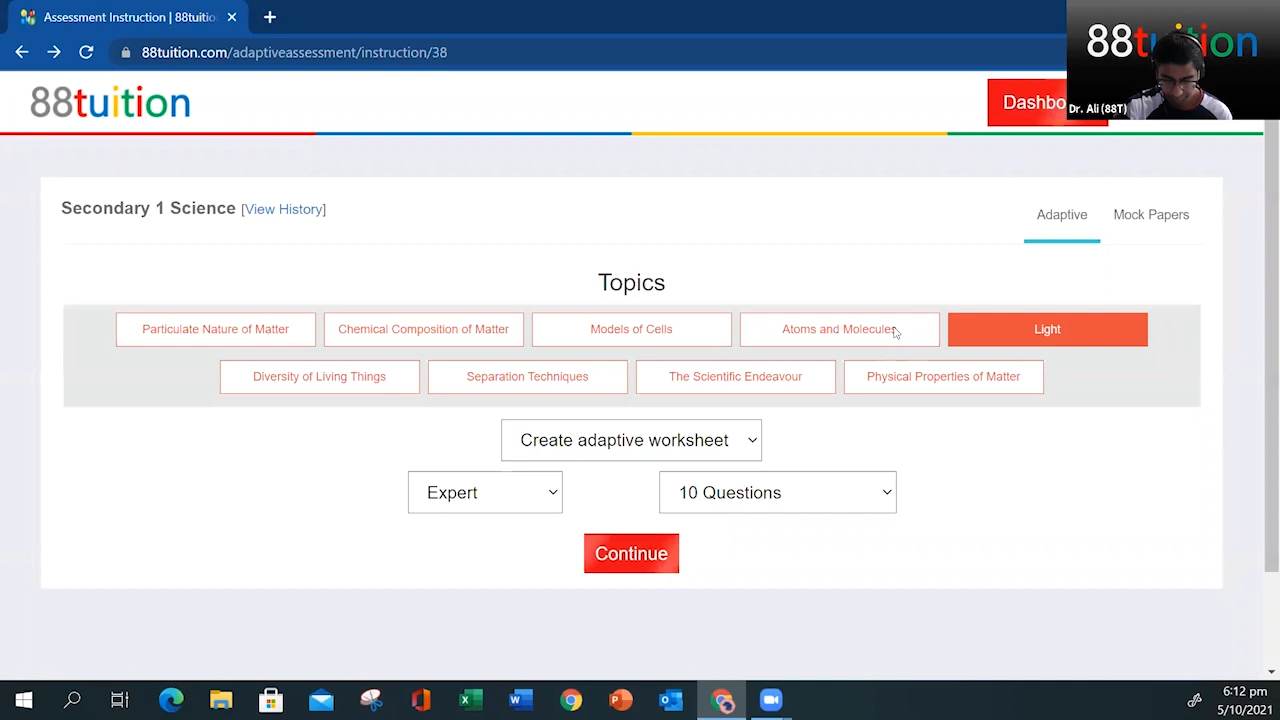 Assessment Instruction | 88tuitio
88tuition.com/adaptiveassessment/instruction/38
88tuition
Dr. Ali (88T)
88tuition
Dashbo
Secondary 1 Science [View History]
Adaptive
Mock Papers
Topics
Particulate Nature of Matter
Chemical Composition of Matter
Models of Cells
Atoms and Molecules
Light
Diversity of Living Things
Separation Techniques
The Scientific Endeavour
Physical Properties of Matter
Create adaptive worksheet
Expert
10 Questions
Continue
6:12 pm
5/10/2021